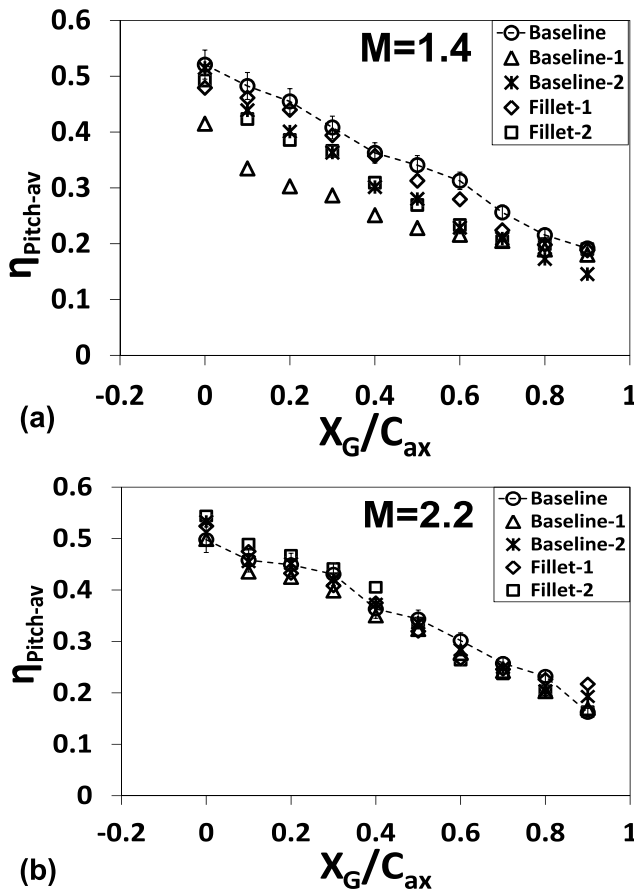 M=1.4
Baseline
Baseline-1
Baseline-2
Fillet-1
Fillet-2
ηPitch-av
0.6
0.5
0.4
0.3
0.2
0.1
0
-0.2 0 0.2 0.4 0.6 0.8 1
(a)
XG/Cax
M=2.2
Baseline
Baseline-1
Baseline-2
Fillet-1
Fillet-2
ηPitch-av
0.6
0.5
0.4
0.3
0.2
0.1
0
-0.2 0 0.2 0.4 0.6 0.8 1
(b)
XG/Cax